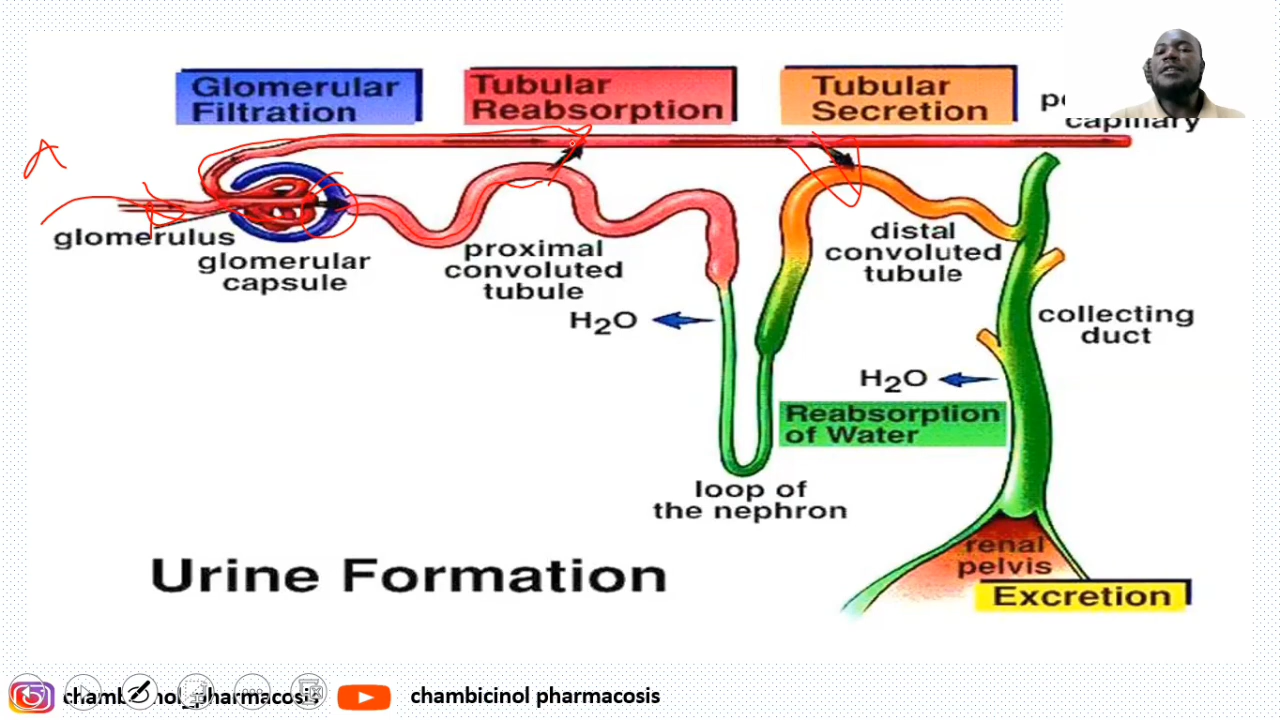 Glomerular
Filtration
Tubular
Reabsorption
Tubular
Secretion
capillary
A
glomerulus
glomerular
capsule
proximal
convoluted
tubule
distal
convoluted
tubule
H2O
collecting
duct
H2O
Reabsorption
of Water
loop of
the nephron
renal
pelvis
Excretion
Urine Formation
chambicinol_pharmacosis
chambicinol pharmacosis